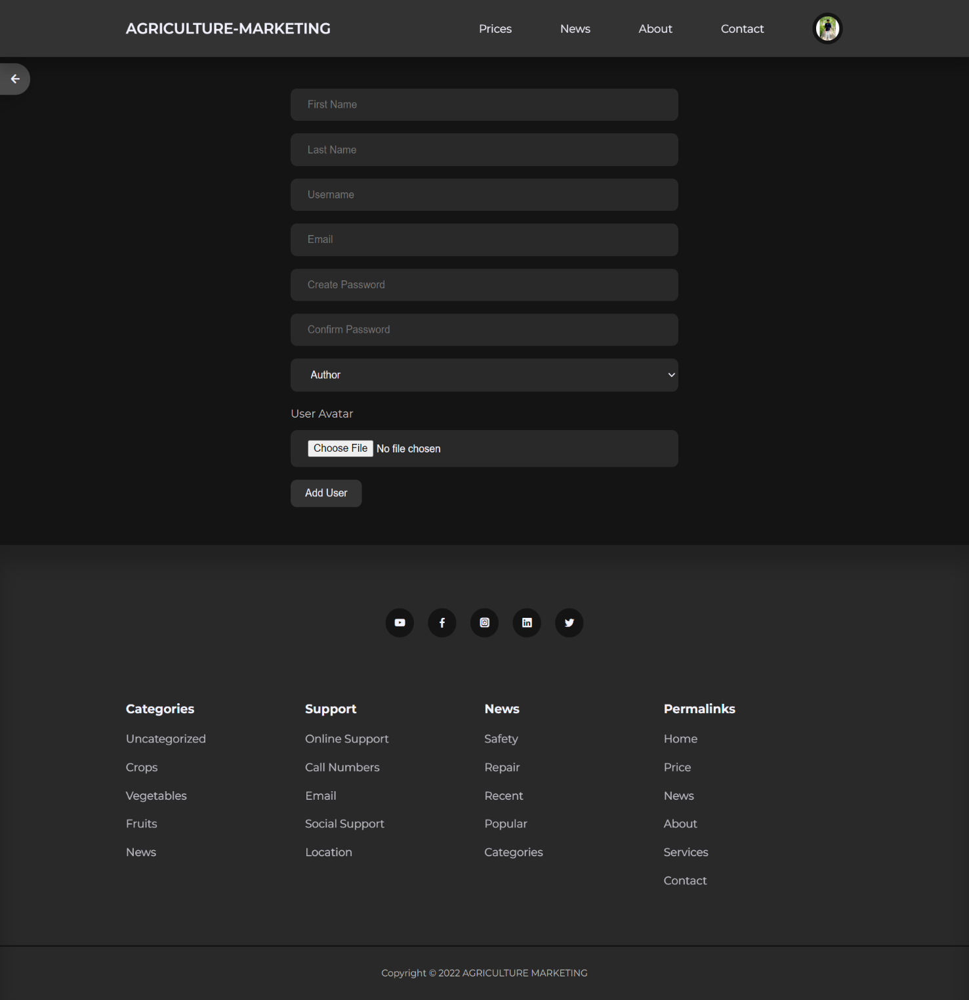 AGRICULTURE-MARKETING
Prices
News
About
Contact
First Name
Last Name
Username
Email
Create Password
Confirm Password
Author
User Avatar
Choose File No file chosen
Add User
Categories
Uncategorized
Crops
Vegetables
Fruits
News
Support
Online Support
Call Numbers
Email
Social Support
Location
News
Safety
Repair
Recent
Popular
Categories
Permalinks
Home
Price
News
About
Services
Contact
Copyright © 2022 AGRICULTURE MARKETING